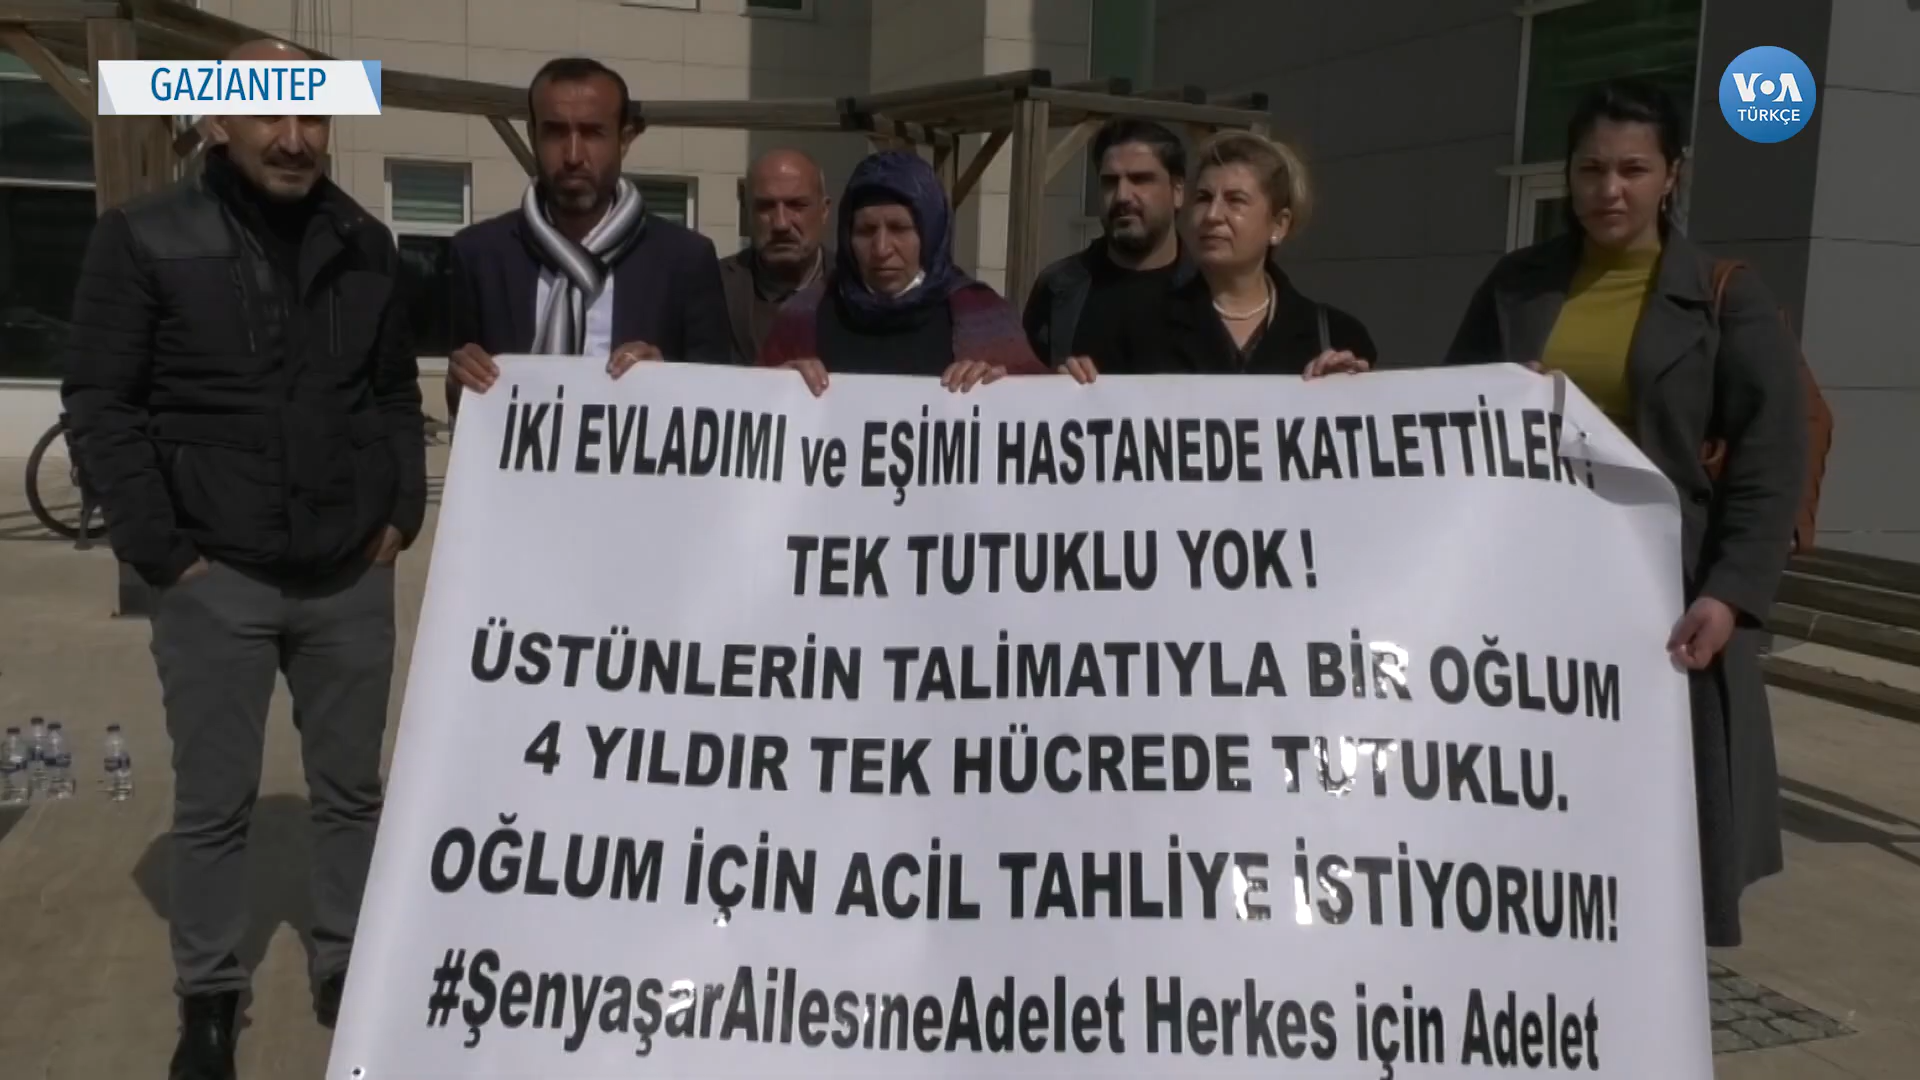 GAZİANTEP
VOA
TÜRKÇE
İKİ EVLADIMI ve EŞİMİ HASTANEDE KATLETTİLER!
TEK TUTUKLU YOK!
ÜSTÜNLERİN TALİMATIYLA BİR OĞLUM
4 YILDIR TEK HÜCREDE TUTUKLU.
OĞLUM İÇİN ACİL TAHLİYE İSTİYORUM!
#ŞenyaşarAilesineAdelet Herkes için Adelet